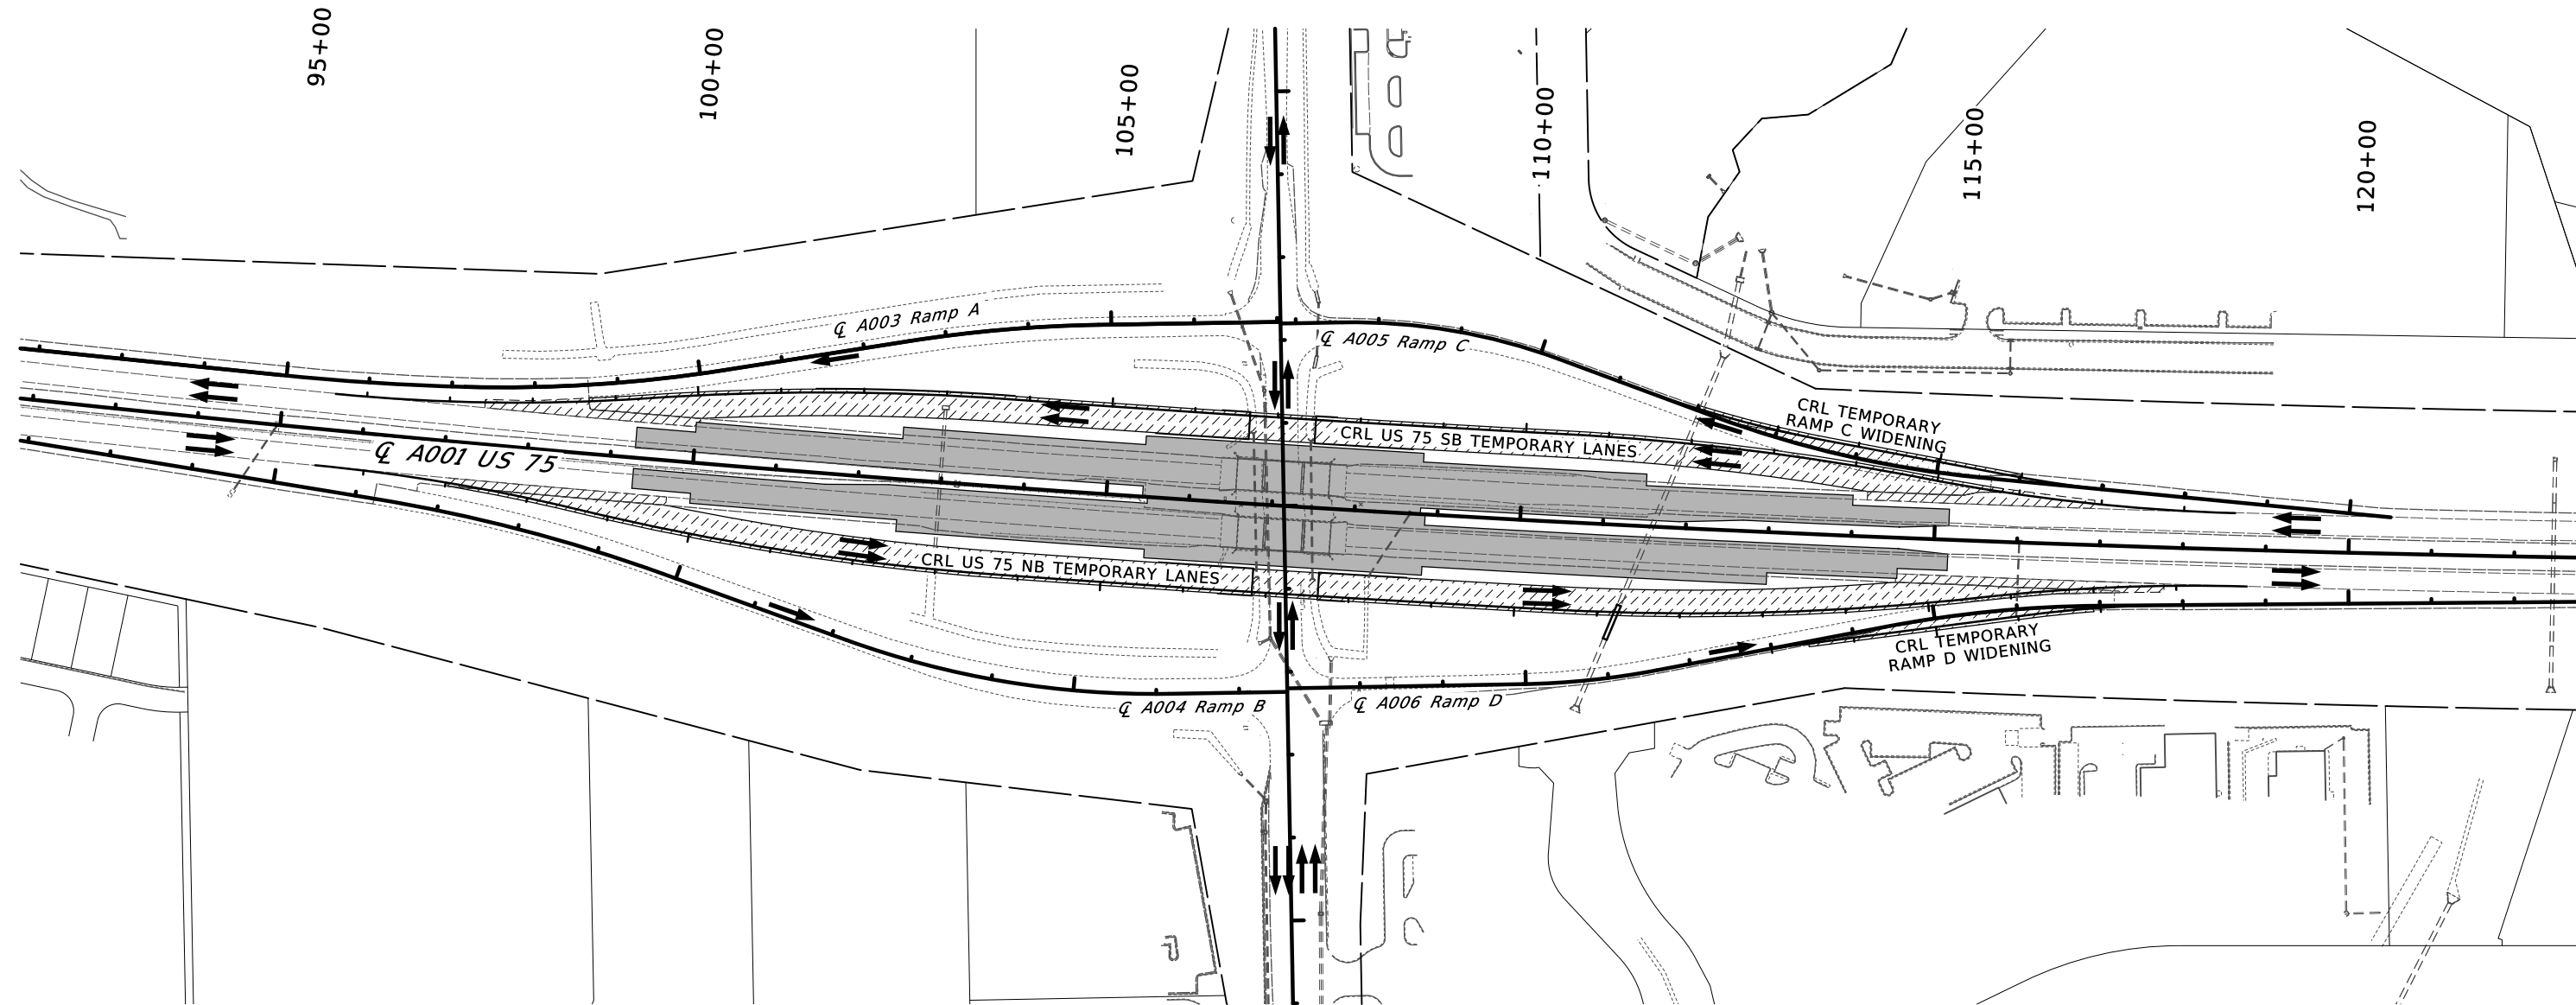 95+00
100+00
105+00
110+00
115+00
120+00
℄ A003 Ramp A
℄ A005 Ramp C
CRL TEMPORARY
RAMP C WIDENING
CRL US 75 SB TEMPORARY LANES
℄ A001 US 75
CRL US 75 NB TEMPORARY LANES
CRL TEMPORARY
RAMP D WIDENING
℄ A004 Ramp B
℄ A006 Ramp D